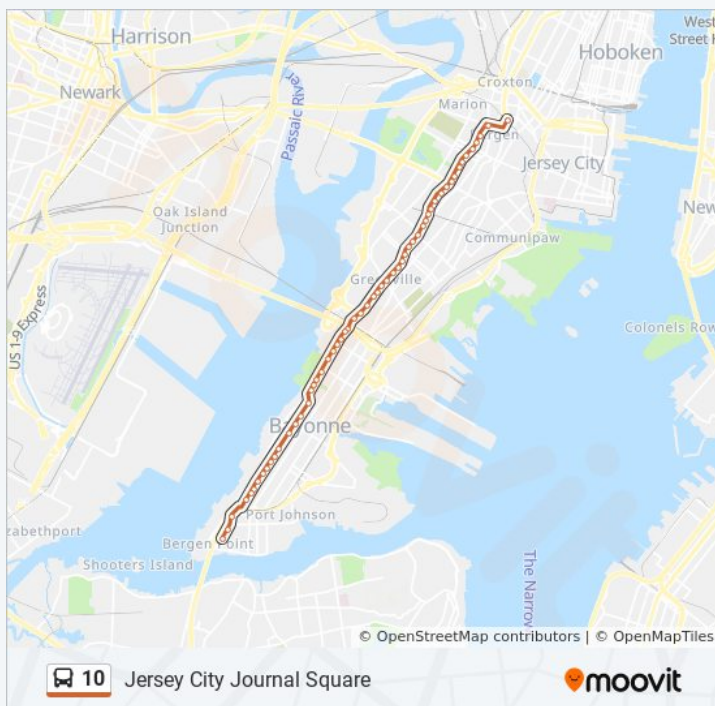 Harrison
Hoboken
West
Street H
Croxton
Newark
Marion
Passaic River
Bergen
Jersey City
Oak Island
Junction
New
Communipaw
Greenville
US 1-9 Express
Colonels Row
Bayonne
Port Johnson
zabethport
Bergen Point
Shooters Island
The Narrow
© OpenStreetMap contributors | © OpenMapTiles
10 Jersey City Journal Square
moovit